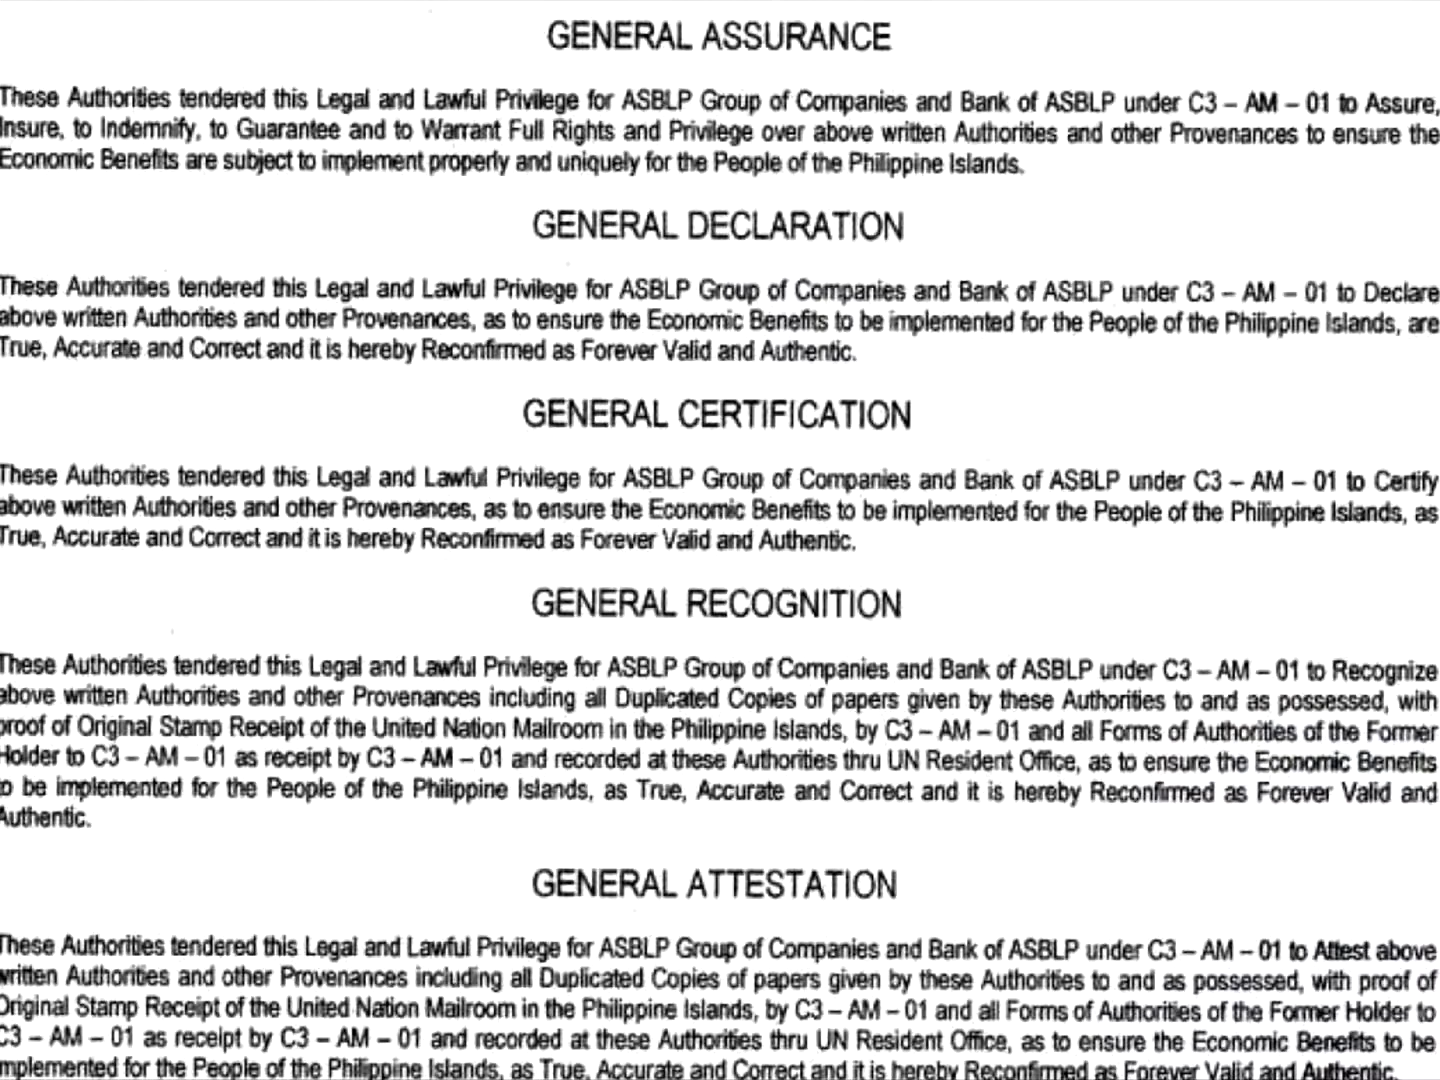 GENERAL ASSURANCE
These Authorities tendered this Legal and Lawful Privilege for ASBLP Group of Companies and Bank of ASBLP under C3 – AM – 01 to Assure,
Insure, to Indemnify, to Guarantee and to Warrant Full Rights and Privilege over above written Authorities and other Provenances to ensure the
Economic Benefits are subject to implement properly and uniquely for the People of the Philippine Islands.
GENERAL DECLARATION
These Authorities tendered this Legal and Lawful Privilege for ASBLP Group of Companies and Bank of ASBLP under C3 – AM – 01 to Declare
above written Authorities and other Provenances, as to ensure the Economic Benefits to be implemented for the People of the Philippine Islands, are
True, Accurate and Correct and it is hereby Reconfirmed as Forever Valid and Authentic.
GENERAL CERTIFICATION
These Authorities tendered this Legal and Lawful Privilege for ASBLP Group of Companies and Bank of ASBLP under C3 – AM – 01 to Certify
above written Authorities and other Provenances, as to ensure the Economic Benefits to be implemented for the People of the Philippine Islands, as
True, Accurate and Correct and it is hereby Reconfirmed as Forever Valid and Authentic.
GENERAL RECOGNITION
These Authorities tendered this Legal and Lawful Privilege for ASBLP Group of Companies and Bank of ASBLP under C3 – AM – 01 to Recognize
above written Authorities and other Provenances including all Duplicated Copies of papers given by these Authorities to and as possessed, with
proof of Original Stamp Receipt of the United Nation Mailroom in the Philippine Islands, by C3 – AM – 01 and all Forms of Authorities of the Former
Holder to C3 – AM – 01 as receipt by C3 – AM – 01 and recorded at these Authorities thru UN Resident Office, as to ensure the Economic Benefits
to be implemented for the People of the Philippine Islands, as True, Accurate and Correct and it is hereby Reconfirmed as Forever Valid and
Authentic.
GENERAL ATTESTATION
These Authorities tendered this Legal and Lawful Privilege for ASBLP Group of Companies and Bank of ASBLP under C3 – AM – 01 to Attest above
written Authorities and other Provenances including all Duplicated Copies of papers given by these Authorities to and as possessed, with proof of
Original Stamp Receipt of the United Nation Mailroom in the Philippine Islands, by C3 – AM – 01 and all Forms of Authorities of the Former Holder to
C3 – AM – 01 as receipt by C3 – AM – 01 and recorded at these Authorities thru UN Resident Office, as to ensure the Economic Benefits to be
implemented for the People of the Philippine Islands, as True, Accurate and Correct and it is hereby Reconfirmed as Forever Valid and Authentic.